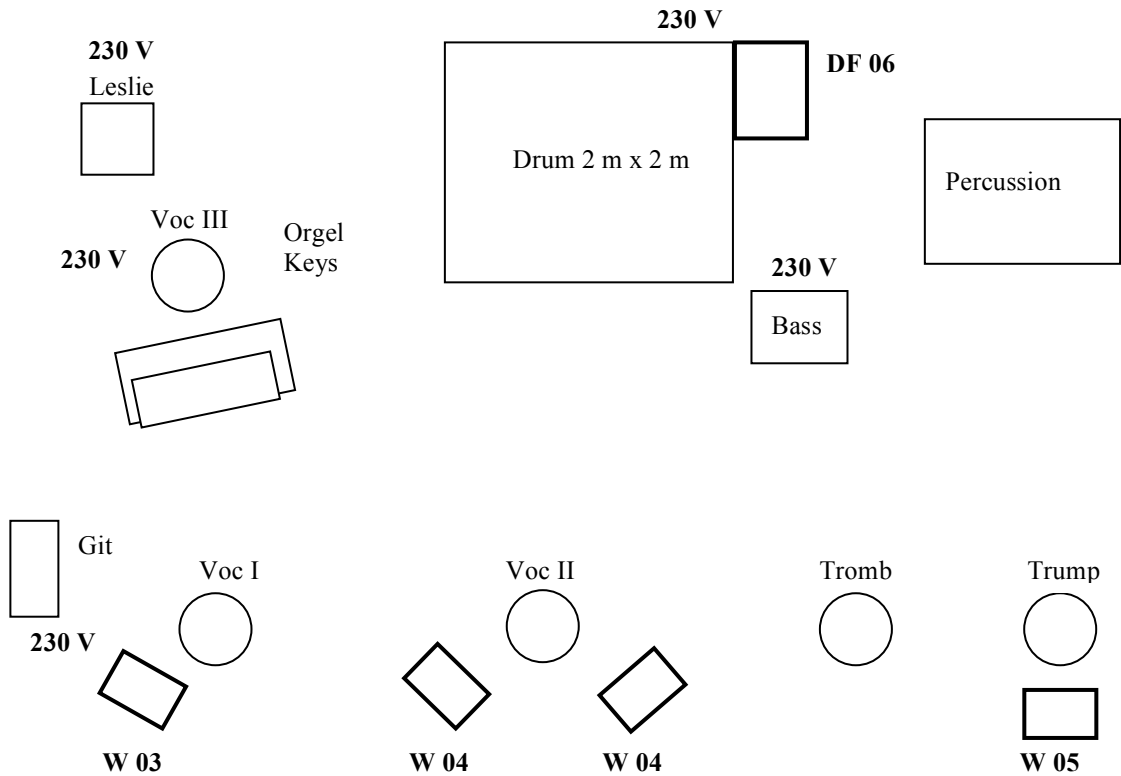 230 V
230 V
Leslie
DF 06
Drum 2 m x 2 m
Percussion
Voc III
Orgel
Keys
230 V
230 V
Bass
Git
Voc I
Voc II
Tromb
Trump
230 V
W 03
W 04
W 04
W 05